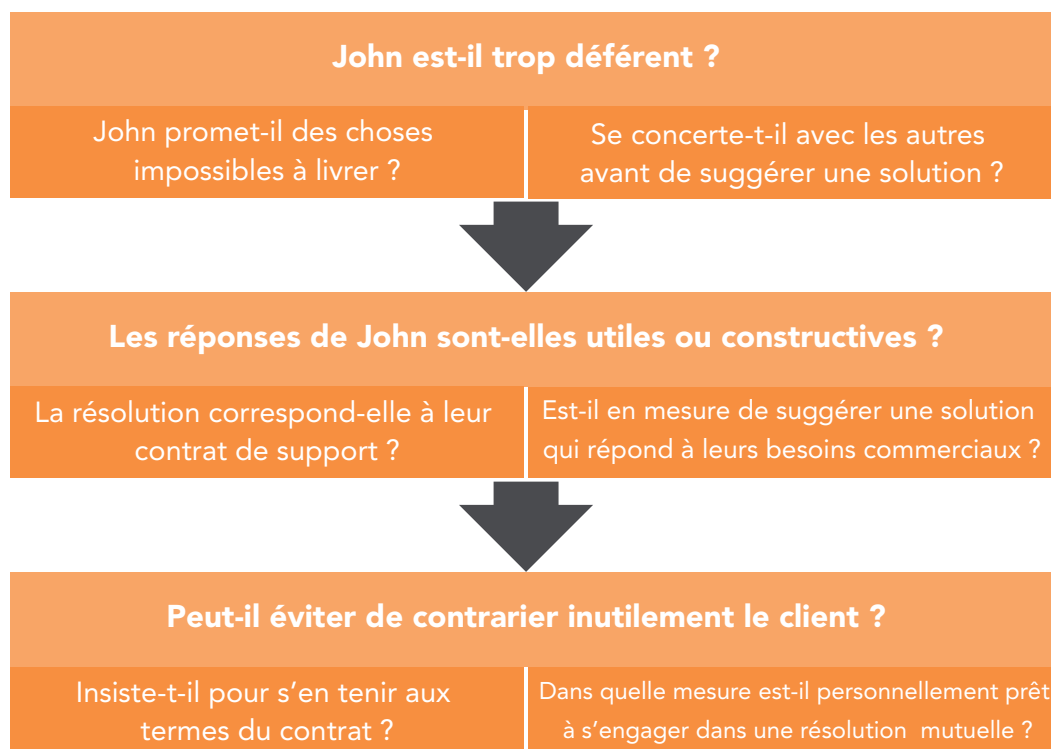 John est-il trop déférent ?
John promet-il des choses
impossibles à livrer ?
Se concerte-t-il avec les autres
avant de suggérer une solution ?
Les réponses de John sont-elles utiles ou constructives ?
La résolution correspond-elle à leur
contrat de support ?
Est-il en mesure de suggérer une solution
qui répond à leurs besoins commerciaux ?
Peut-il éviter de contrarier inutilement le client ?
Insiste-t-il pour s’en tenir aux
termes du contrat ?
Dans quelle mesure est-il personnellement prêt
à s’engager dans une résolution mutuelle ?